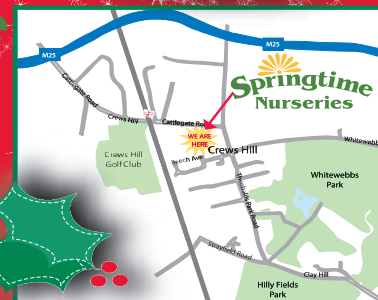 M25
M25
Cattlegate Road
Springtime
Nurseries
Crews Hill
Cattlegate Road
WE ARE
HERE
Whitewebbs
Crews Hill
Golf Club
Crews Hill
Beech Ave
Whitewebbs
Park
Theobalds Park Road
Strayfield Road
Clay Hill
Hilly Fields
Park